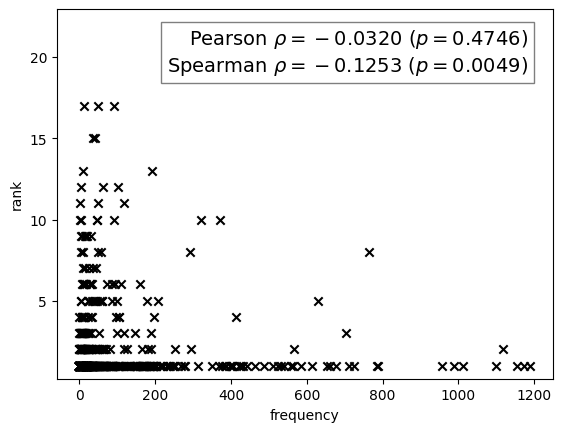 Pearson ρ = −0.0320 (p = 0.4746)
Spearman ρ = −0.1253 (p = 0.0049)
20
15
10
5
rank
0 200 400 600 800 1000 1200
frequency